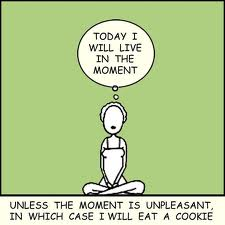 TODAY I
WILL LIVE
IN THE
MOMENT
UNLESS THE MOMENT IS UNPLEASANT,
IN WHICH CASE I WILL EAT A COOKIE